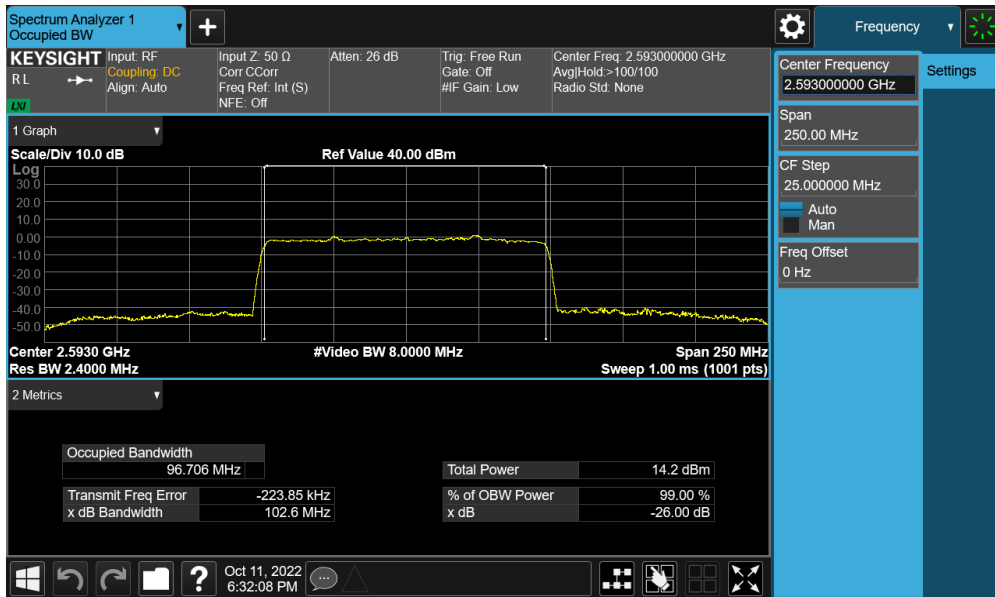 Spectrum Analyzer 1
Occupied BW
+
Frequency
KEYSIGHT
R L
LXI
Input: RF
Coupling: DC
Align: Auto
Input Z: 50 Ω
Corr CCorr
Freq Ref: Int (S)
NFE: Off
Atten: 26 dB
Trig: Free Run
Gate: Off
#IF Gain: Low
Center Freq: 2.593000000 GHz
Avg|Hold:>100/100
Radio Std: None
Center Frequency
2.593000000 GHz
Settings
Span
250.00 MHz
CF Step
25.000000 MHz
Auto
Man
Freq Offset
0 Hz
1 Graph
Scale/Div 10.0 dB
Ref Value 40.00 dBm
Log
30.0
20.0
10.0
0.00
-10.0
-20.0
-30.0
-40.0
-50.0
Center 2.5930 GHz
#Video BW 8.0000 MHz
Span 250 MHz
Res BW 2.4000 MHz
Sweep 1.00 ms (1001 pts)
2 Metrics
Occupied Bandwidth
96.706 MHz
Total Power 14.2 dBm
Transmit Freq Error -223.85 kHz
% of OBW Power 99.00 %
x dB Bandwidth 102.6 MHz
x dB -26.00 dB
?
Oct 11, 2022
6:32:08 PM